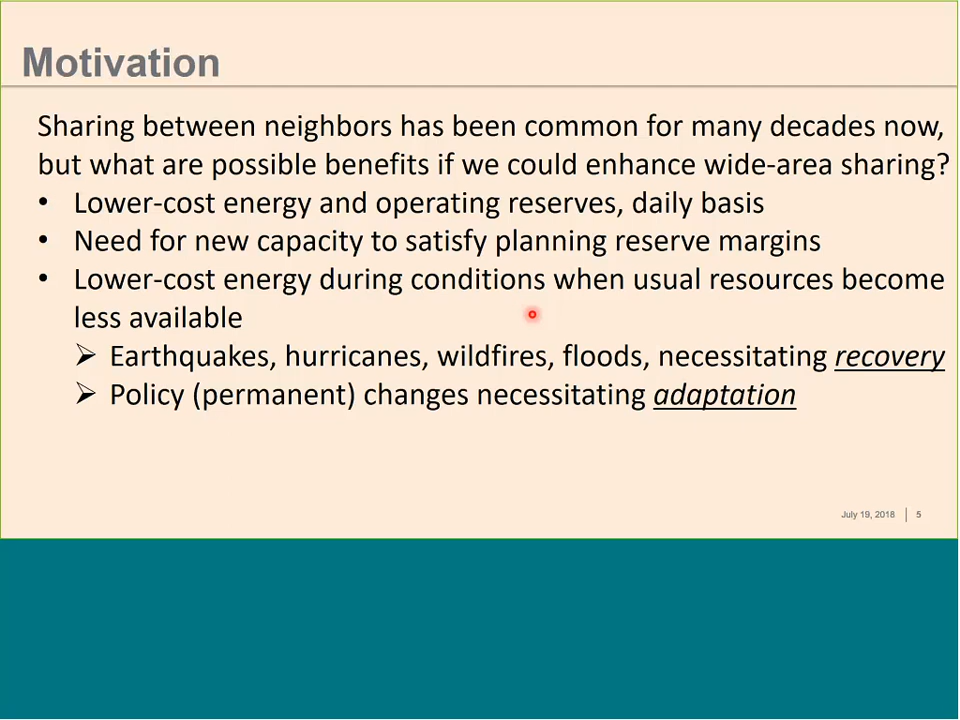 Motivation
Sharing between neighbors has been common for many decades now,
but what are possible benefits if we could enhance wide-area sharing?
• Lower-cost energy and operating reserves, daily basis
• Need for new capacity to satisfy planning reserve margins
• Lower-cost energy during conditions when usual resources become
less available
➢ Earthquakes, hurricanes, wildfires, floods, necessitating recovery
➢ Policy (permanent) changes necessitating adaptation
July 19, 2018 | 5